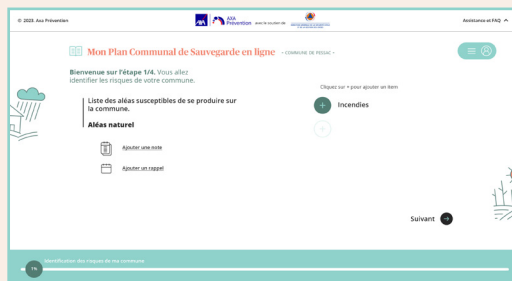 © 2023. Axa Prévention
AXA
AXA Prévention
avec le soutien de
Assistance et FAQ
Mon Plan Communal de Sauvegarde en ligne
- COMMUNE DE PESSAC -
Bienvenue sur l'étape 1/4. Vous allez
identifier les risques de votre commune.
Liste des aléas susceptibles de se produire sur
la commune.
Aléas naturel
Ajouter une note
Ajouter un rappel
Cliquez sur + pour ajouter un item
Incendies
Suivant
Identification des risques de ma commune
1%